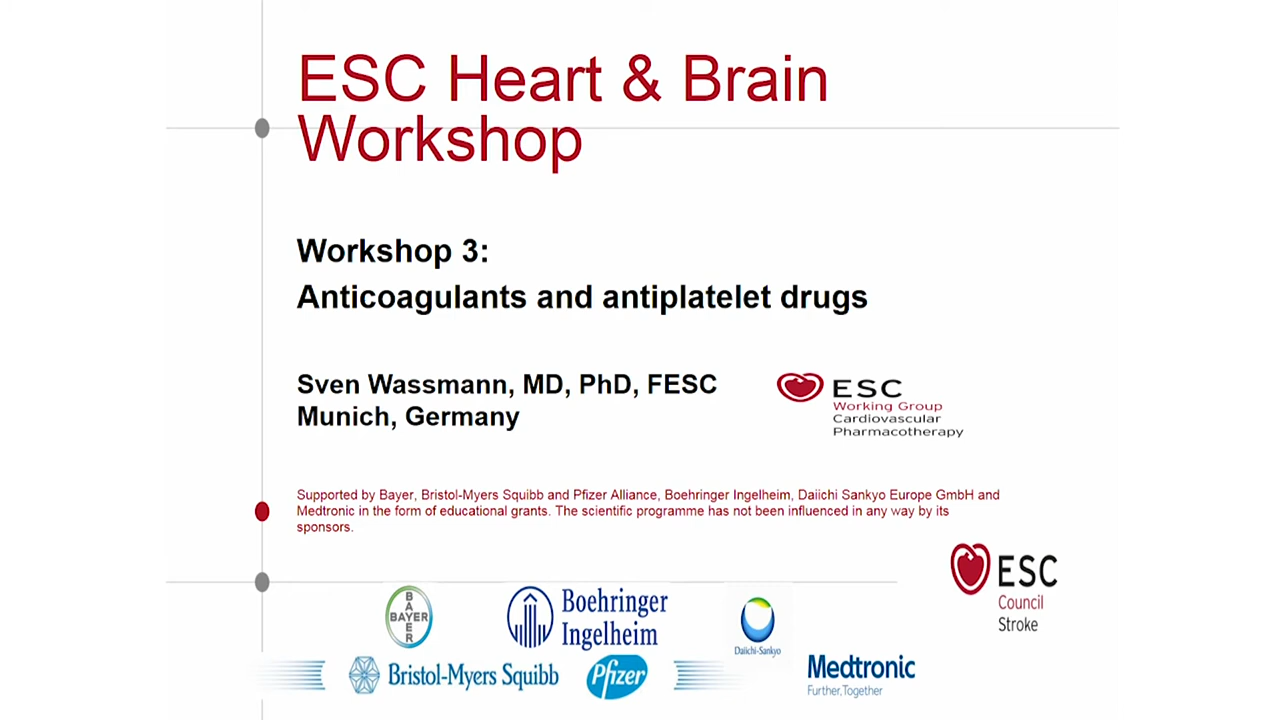 ESC Heart & Brain
Workshop
Workshop 3:
Anticoagulants and antiplatelet drugs
Sven Wassmann, MD, PhD, FESC
Munich, Germany
ESC
Working Group
Cardiovascular
Pharmacotherapy
Supported by Bayer, Bristol-Myers Squibb and Pfizer Alliance, Boehringer Ingelheim, Daiichi Sankyo Europe GmbH and
Medtronic in the form of educational grants. The scientific programme has not been influenced in any way by its
sponsors.
ESC
Council
Stroke
BAYER
BAYER
Boehringer
Ingelheim
Daiichi-Sankyo
Bristol-Myers Squibb
Pfizer
Medtronic
Further, Together